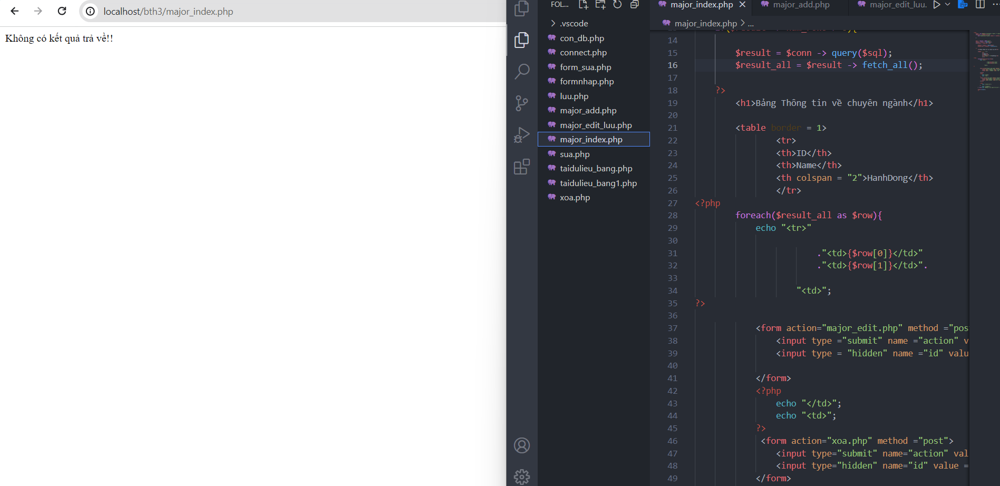 localhost/bth3/major_index.php
Không có kết quả trả về!!
FOL...
.vscode
con_db.php
connect.php
form_sua.php
formnhap.php
luu.php
major_add.php
major_edit_luu.php
major_index.php
sua.php
taidulieu_bang.php
taidulieu_bang1.php
xoa.php
major_index.php
major_add.php
major_edit_luu.
major_index.php > ...
14
15 $result = $conn -> query($sql);
16 $result_all = $result -> fetch_all();
17
18 ?>
19 <h1>Bảng Thông tin về chuyên ngành</h1>
20
21 <table border = 1>
22 <tr>
23 <th>ID</th>
24 <th>Name</th>
25 <th colspan = "2">HanhDong</th>
26 </tr>
27 <?php
28 foreach($result_all as $row){
29 echo "<tr>"
30
31 ."<td>{$row[0]}</td>"
32 ."<td>{$row[1]}</td>".
33
34 "<td>";
35 ?>
36
37 <form action="major_edit.php" method ="pos
38 <input type ="submit" name ="action" v
39 <input type = "hidden" name ="id" valu
40
41 </form>
42 <?php
43 echo "</td>";
44 echo "<td>";
45 ?>
46 <form action="xoa.php" method ="post">
47 <input type="submit" name="action" val
48 <input type="hidden" name="id" value =
49 </form>